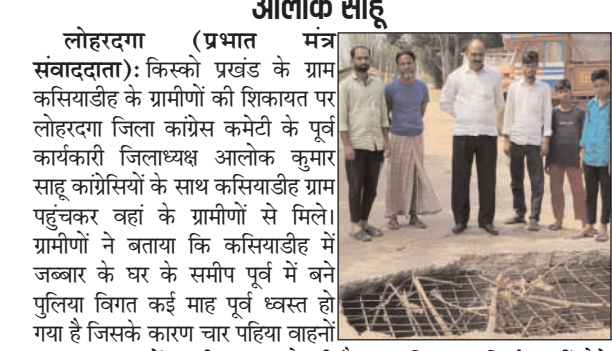 आलोक साहू
लोहरदगा (प्रभात मंत्र
संवाददाता): किस्को प्रखंड के ग्राम
कसियाडीह के ग्रामीणों की शिकायत पर
लोहरदगा जिला कांग्रेस कमेटी के पूर्व
कार्यकारी जिलाध्यक्ष आलोक कुमार
साहू कांग्रेसियों के साथ कसियाडीह ग्राम
पहुंचकर वहां के ग्रामीणों से मिले।
ग्रामीणों ने बताया कि कसियाडीह में
जब्बार के घर के समीप पूर्व में बने
पुलिया विगत कई माह पूर्व ध्वस्त हो
गया है जिसके कारण चार पहिया वाहनों